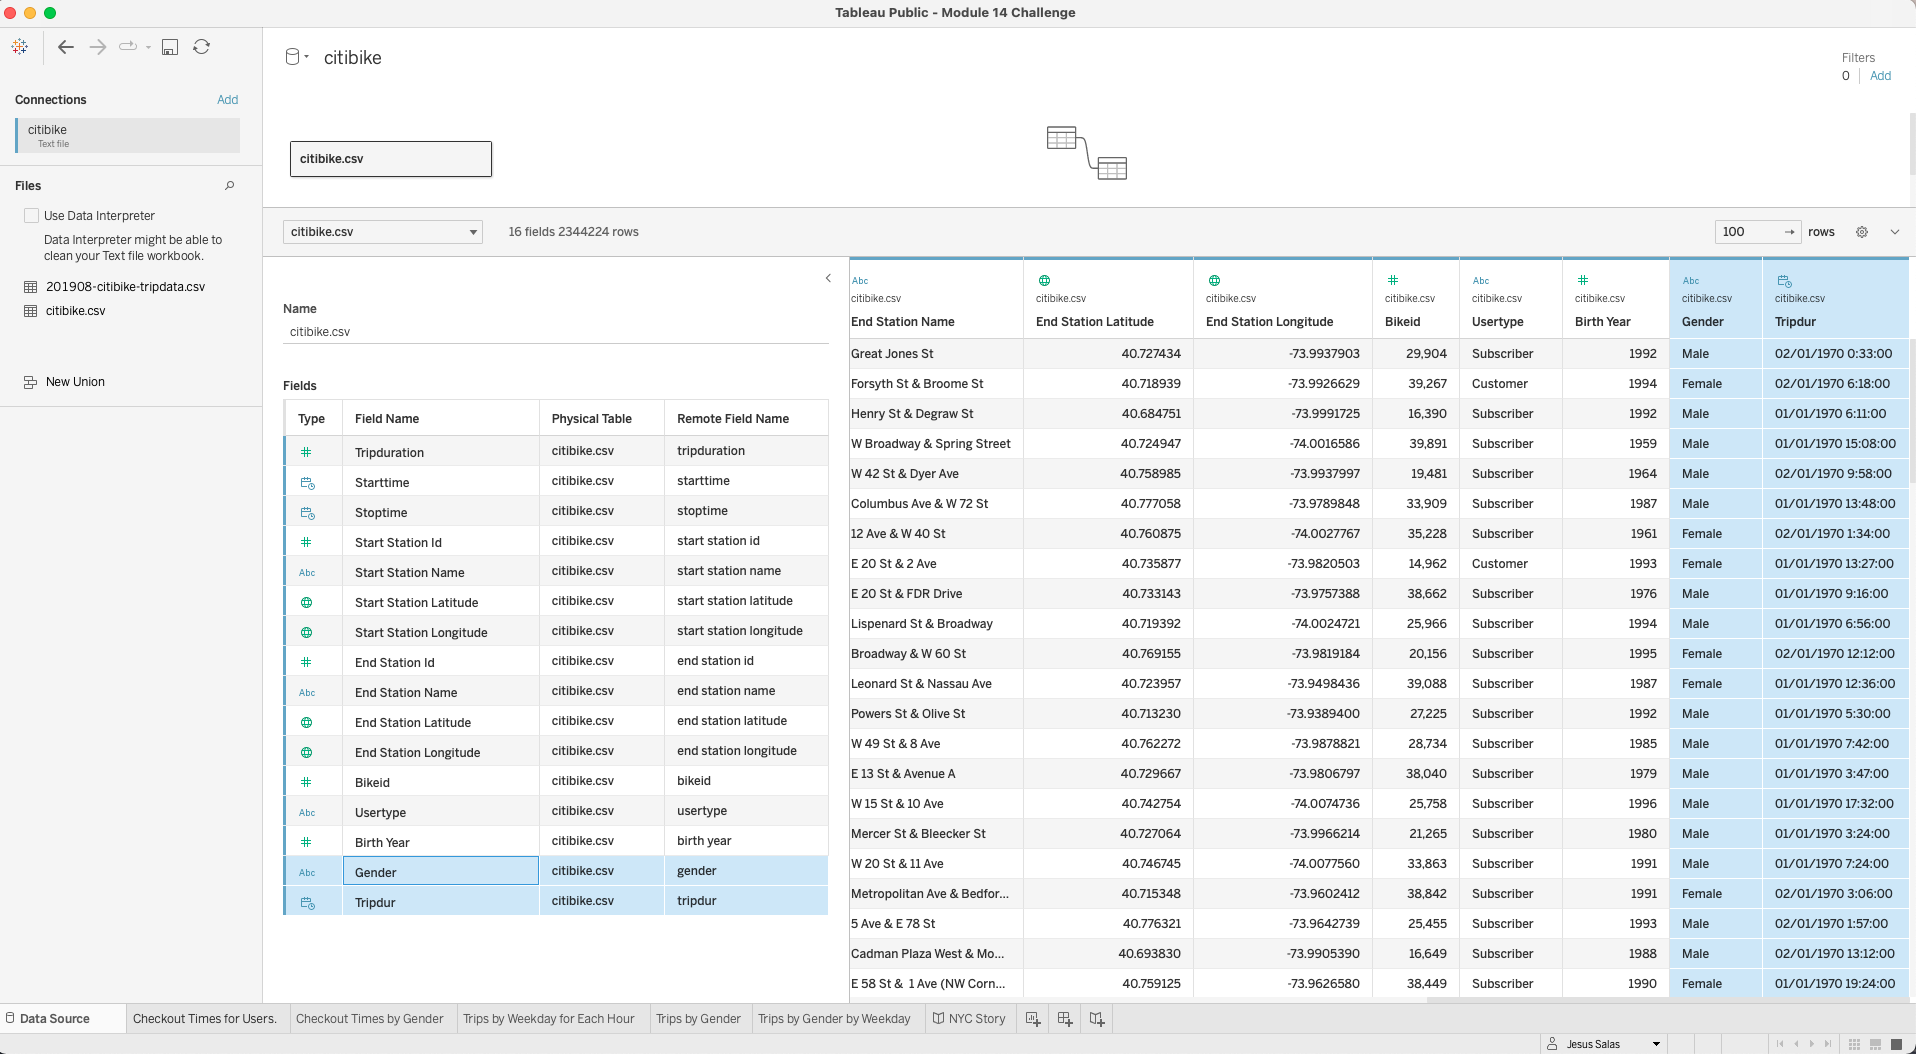 Tableau Public - Module 14 Challenge
citibike
Filters
0 Add
Connections Add
citibike
Text file
citibike.csv
Files
Use Data Interpreter
Data Interpreter might be able to
clean your Text file workbook.
201908-citibike-tripdata.csv
citibike.csv
New Union
citibike.csv 16 fields 2344224 rows 100 rows
Name
citibike.csv
Fields
Type Field Name Physical Table Remote Field Name
Tripduration citibike.csv tripduration
Starttime citibike.csv starttime
Stoptime citibike.csv stoptime
Start Station Id citibike.csv start station id
Abc Start Station Name citibike.csv start station name
Start Station Latitude citibike.csv start station latitude
Start Station Longitude citibike.csv start station longitude
End Station Id citibike.csv end station id
Abc End Station Name citibike.csv end station name
End Station Latitude citibike.csv end station latitude
End Station Longitude citibike.csv end station longitude
Bikeid citibike.csv bikeid
Abc Usertype citibike.csv usertype
Birth Year citibike.csv birth year
Abc Gender citibike.csv gender
Tripdur citibike.csv tripdur
Abc # Abc # Abc
citibike.csv citibike.csv citibike.csv citibike.csv citibike.csv citibike.csv citibike.csv citibike.csv
End Station Name End Station Latitude End Station Longitude Bikeid Usertype Birth Year Gender Tripdur
Great Jones St 40.727434 -73.9937903 29,904 Subscriber 1992 Male 02/01/1970 0:33:00
Forsyth St & Broome St 40.718939 -73.9926629 39,267 Customer 1994 Female 02/01/1970 6:18:00
Henry St & Degraw St 40.684751 -73.9991725 16,390 Subscriber 1992 Male 01/01/1970 6:11:00
W Broadway & Spring Street 40.724947 -74.0016586 39,891 Subscriber 1959 Male 01/01/1970 15:08:00
W 42 St & Dyer Ave 40.758985 -73.9937997 19,481 Subscriber 1964 Male 02/01/1970 9:58:00
Columbus Ave & W 72 St 40.777058 -73.9789848 33,909 Subscriber 1987 Male 01/01/1970 13:48:00
12 Ave & W 40 St 40.760875 -74.0027767 35,228 Subscriber 1961 Female 02/01/1970 1:34:00
E 20 St & 2 Ave 40.735877 -73.9820503 14,962 Customer 1993 Female 01/01/1970 13:27:00
E 20 St & FDR Drive 40.733143 -73.9757388 38,662 Subscriber 1976 Male 01/01/1970 9:16:00
Lispenard St & Broadway 40.719392 -74.0024721 25,966 Subscriber 1994 Male 01/01/1970 6:56:00
Broadway & W 60 St 40.769155 -73.9819184 20,156 Subscriber 1995 Female 02/01/1970 12:12:00
Leonard St & Nassau Ave 40.723957 -73.9498436 39,088 Subscriber 1987 Female 01/01/1970 12:36:00
Powers St & Olive St 40.713230 -73.9389400 27,225 Subscriber 1992 Male 01/01/1970 5:30:00
W 49 St & 8 Ave 40.762272 -73.9878821 28,734 Subscriber 1985 Male 01/01/1970 7:42:00
E 13 St & Avenue A 40.729667 -73.9806797 38,040 Subscriber 1979 Male 01/01/1970 3:47:00
W 15 St & 10 Ave 40.742754 -74.0074736 25,758 Subscriber 1996 Male 01/01/1970 17:32:00
Mercer St & Bleecker St 40.727064 -73.9966214 21,265 Subscriber 1980 Male 01/01/1970 3:24:00
W 20 St & 11 Ave 40.746745 -74.0077560 33,863 Subscriber 1991 Male 01/01/1970 7:24:00
Metropolitan Ave & Bedfor... 40.715348 -73.9602412 38,842 Subscriber 1991 Female 02/01/1970 3:06:00
5 Ave & E 78 St 40.776321 -73.9642739 25,455 Subscriber 1993 Male 02/01/1970 1:57:00
Cadman Plaza West & Mo... 40.693830 -73.9905390 16,649 Subscriber 1988 Male 02/01/1970 13:12:00
E 58 St & 1 Ave (NW Corn... 40.759125 -73.9626580 38,449 Subscriber 1990 Female 01/01/1970 19:24:00
Data Source Checkout Times for Users. Checkout Times by Gender Trips by Weekday for Each Hour Trips by Gender Trips by Gender by Weekday NYC Story
Jesus Salas